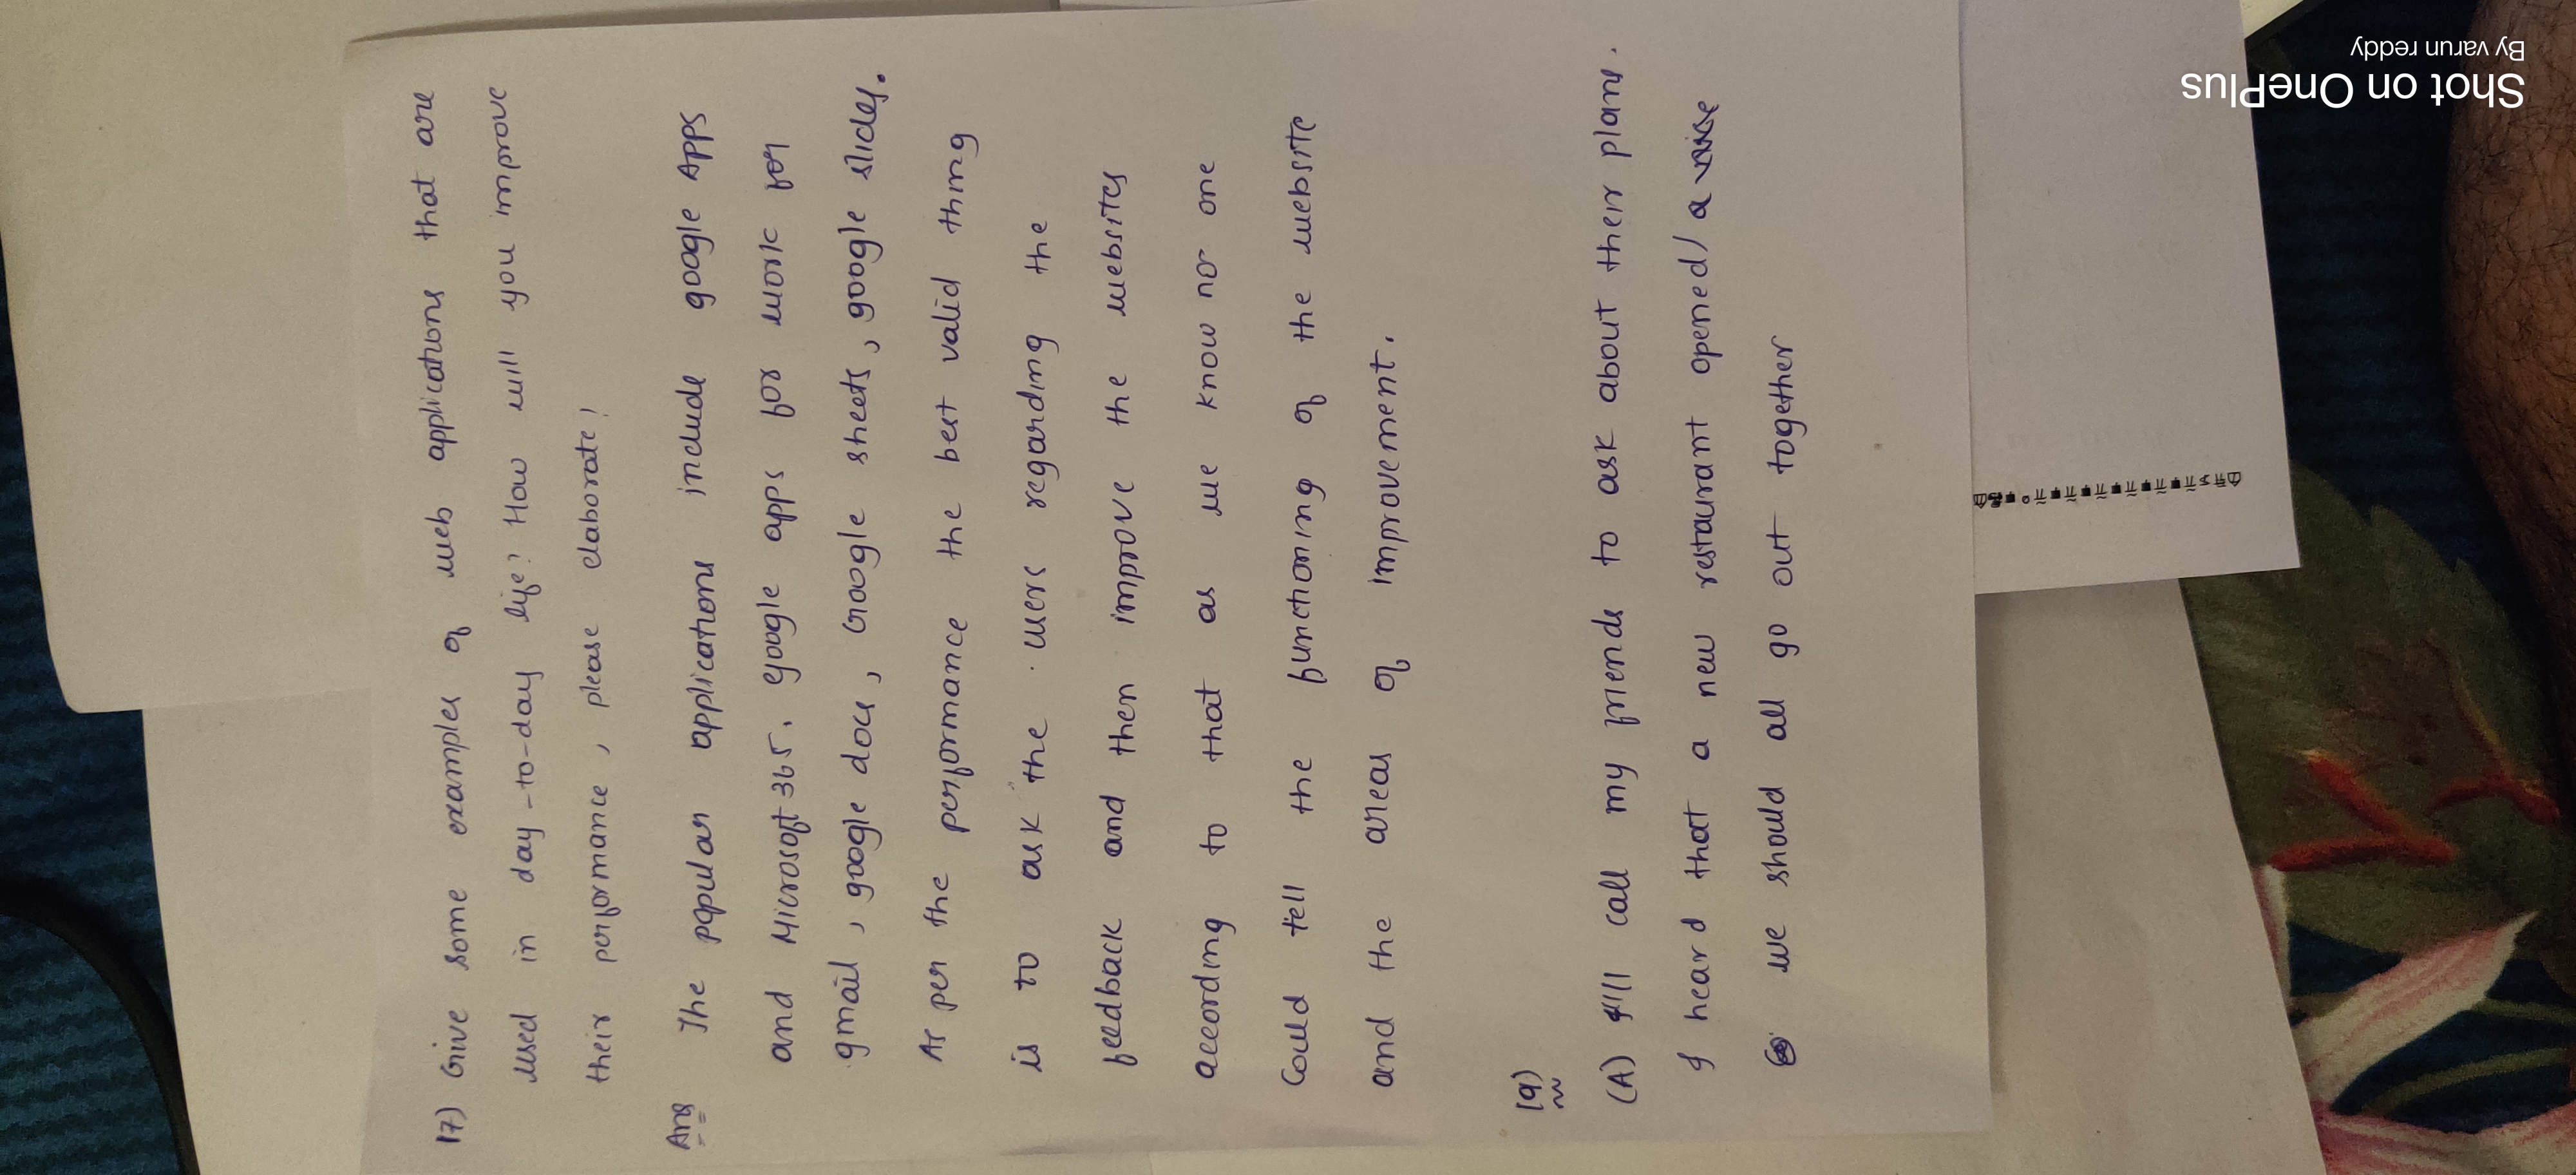 17) Give some examples of web applications that are
used in day-to-day life? How will you improve
their performance, please elaborate!
Ans The popular applications include google Apps
and Microsoft 365. google apps for work for
gmail, google docs, Google sheets, google slides.
As per the performance the best valid thing
is to ask the users regarding the
feedback and then improve the websites
according to that as we know no one
Could tell the functioning of the website
and the areas of improvement.
19)
(A) I'll call my friends to ask about their plans.
I heard that a new restaurant opened/a nice
we should all go out together
Shot on OnePlus
By varun reddy